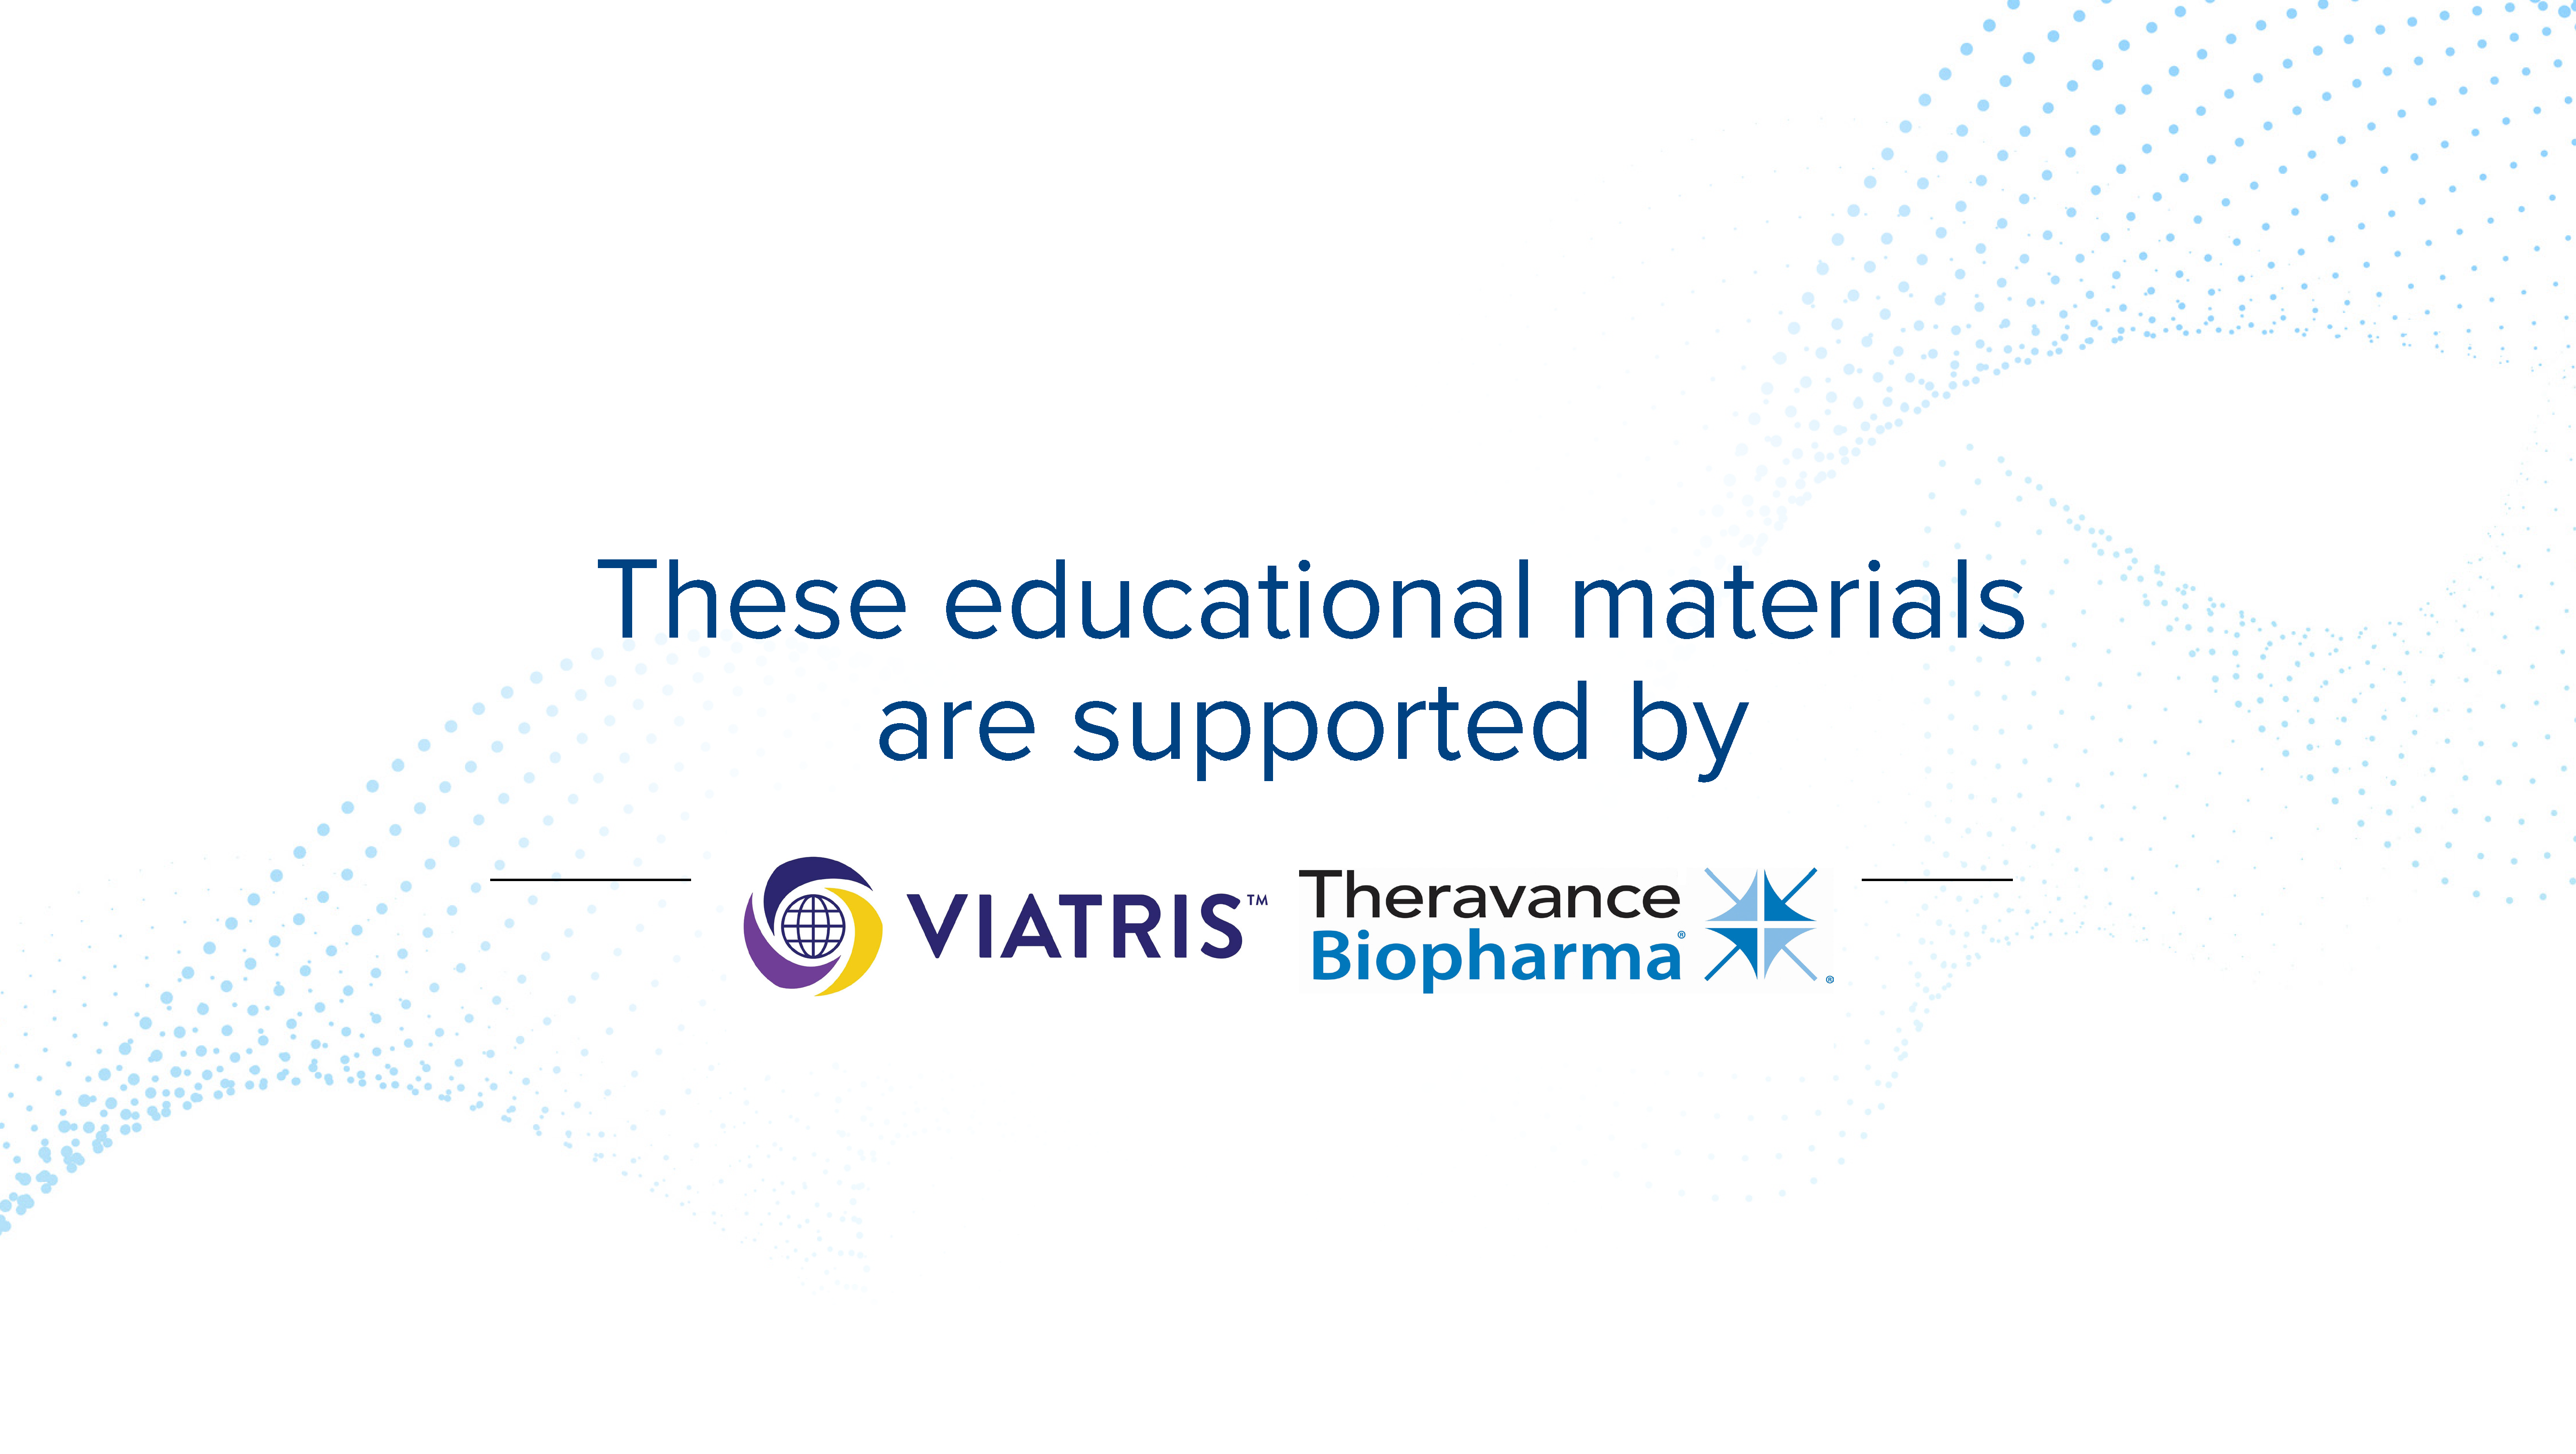 These educational materials
are supported by
VIATRIS™
Theravance
Biopharma®
®